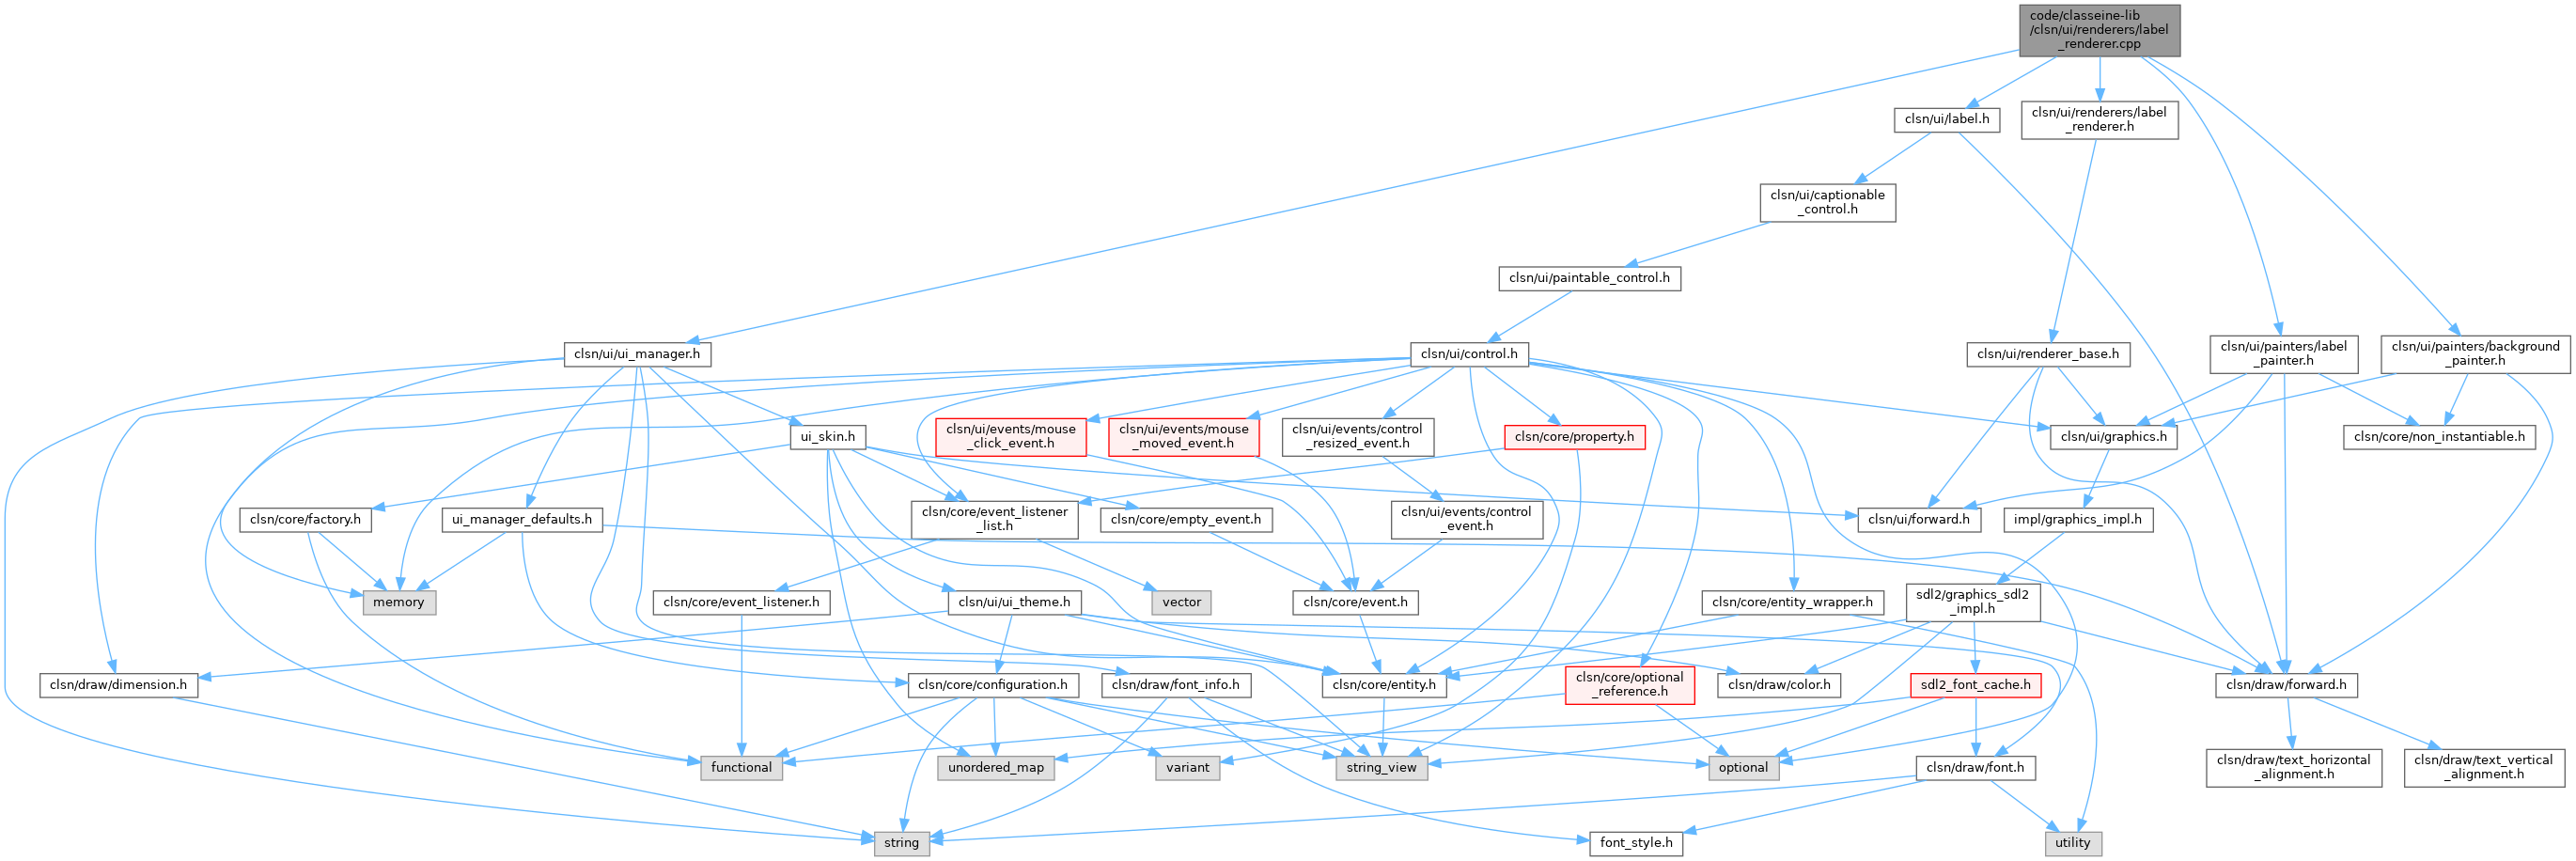 code/classeine-lib
/clsn/ui/renderers/label
_renderer.cpp
clsn/ui/label.h
clsn/ui/renderers/label
_renderer.h
clsn/ui/captionable
_control.h
clsn/ui/paintable_control.h
clsn/ui/ui_manager.h
clsn/ui/control.h
clsn/ui/renderer_base.h
clsn/ui/painters/label
_painter.h
clsn/ui/painters/background
_painter.h
ui_skin.h
clsn/ui/events/mouse
_click_event.h
clsn/ui/events/mouse
_moved_event.h
clsn/ui/events/control
_resized_event.h
clsn/core/property.h
clsn/ui/graphics.h
clsn/core/non_instantiable.h
clsn/core/factory.h
ui_manager_defaults.h
clsn/core/event_listener
_list.h
clsn/core/empty_event.h
clsn/ui/events/control
_event.h
clsn/ui/forward.h
impl/graphics_impl.h
memory
clsn/core/event_listener.h
clsn/ui/ui_theme.h
vector
clsn/core/event.h
clsn/core/entity_wrapper.h
sdl2/graphics_sdl2
_impl.h
clsn/draw/dimension.h
clsn/core/configuration.h
clsn/draw/font_info.h
clsn/core/entity.h
clsn/core/optional
_reference.h
clsn/draw/color.h
sdl2_font_cache.h
clsn/draw/forward.h
functional
unordered_map
variant
string_view
optional
clsn/draw/font.h
clsn/draw/text_horizontal
_alignment.h
clsn/draw/text_vertical
_alignment.h
string
font_style.h
utility